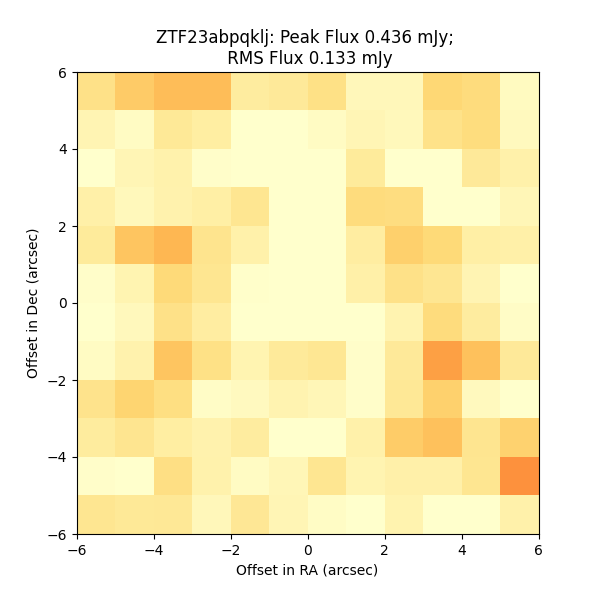 ZTF23abpqklj: Peak Flux 0.436 mJy;
RMS Flux 0.133 mJy
6
4
2
0
−2
−4
−6
Offset in Dec (arcsec)
−6 −4 −2 0 2 4 6
Offset in RA (arcsec)